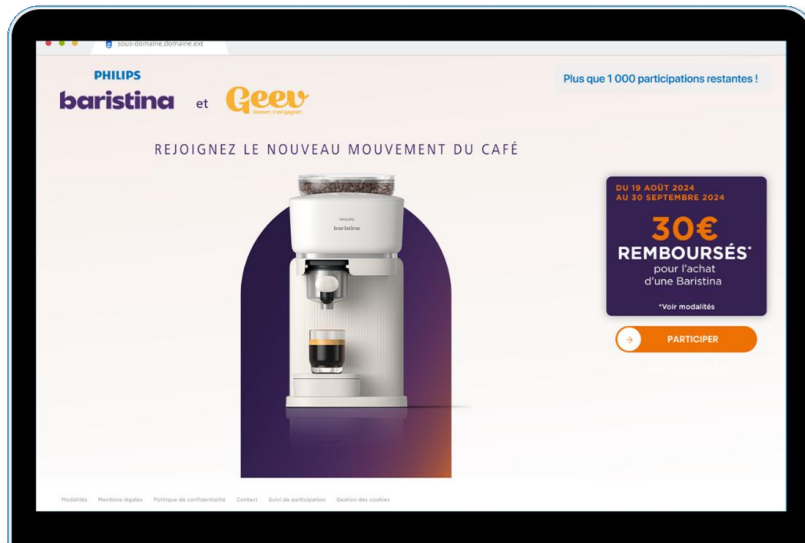 sous-domaine.domaine.ext
PHILIPS
baristina
et
Geev
Plus que 1 000 participations restantes !
REJOIGNEZ LE NOUVEAU MOUVEMENT DU CAFÉ
PHILIPS
baristina
DU 19 AOÛT 2024
AU 30 SEPTEMBRE 2024
30€
REMBOURSÉS*
pour l'achat
d'une Baristina
*Voir modalités
PARTICIPER
Modalités Mentions légales Politique de confidentialité Contact Suivi de participation Gestion des cookies